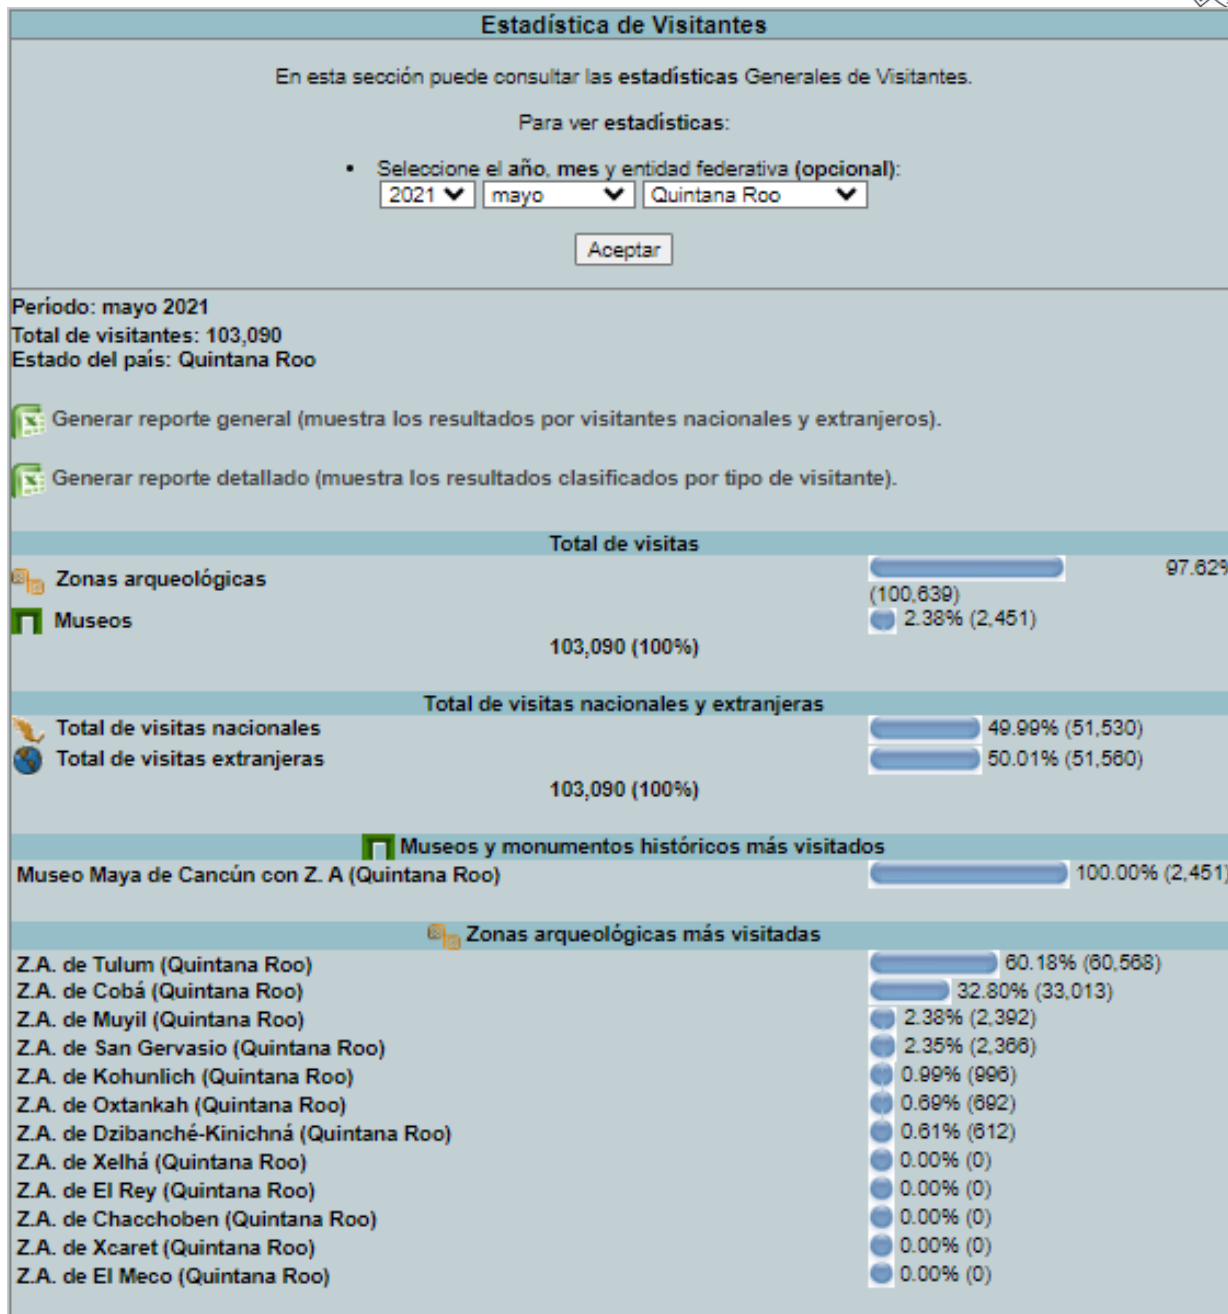 Estadística de Visitantes
En esta sección puede consultar las estadísticas Generales de Visitantes.
Para ver estadísticas:
• Seleccione el año, mes y entidad federativa (opcional):
2021 mayo Quintana Roo
Aceptar
Período: mayo 2021
Total de visitantes: 103,090
Estado del país: Quintana Roo
Generar reporte general (muestra los resultados por visitantes nacionales y extranjeros).
Generar reporte detallado (muestra los resultados clasificados por tipo de visitante).
Total de visitas
Zonas arqueológicas 97.62%
(100,639)
Museos 2.38% (2,451)
103,090 (100%)
Total de visitas nacionales y extranjeras
Total de visitas nacionales 49.99% (51,530)
Total de visitas extranjeras 50.01% (51,560)
103,090 (100%)
Museos y monumentos históricos más visitados
Museo Maya de Cancún con Z. A (Quintana Roo) 100.00% (2,451)
Zonas arqueológicas más visitadas
Z.A. de Tulum (Quintana Roo) 60.18% (60,568)
Z.A. de Cobá (Quintana Roo) 32.80% (33,013)
Z.A. de Muyil (Quintana Roo) 2.38% (2,392)
Z.A. de San Gervasio (Quintana Roo) 2.35% (2,366)
Z.A. de Kohunlich (Quintana Roo) 0.99% (996)
Z.A. de Oxtankah (Quintana Roo) 0.69% (692)
Z.A. de Dzibanché-Kinichná (Quintana Roo) 0.61% (612)
Z.A. de Xelhá (Quintana Roo) 0.00% (0)
Z.A. de El Rey (Quintana Roo) 0.00% (0)
Z.A. de Chacchoben (Quintana Roo) 0.00% (0)
Z.A. de Xcaret (Quintana Roo) 0.00% (0)
Z.A. de El Meco (Quintana Roo) 0.00% (0)